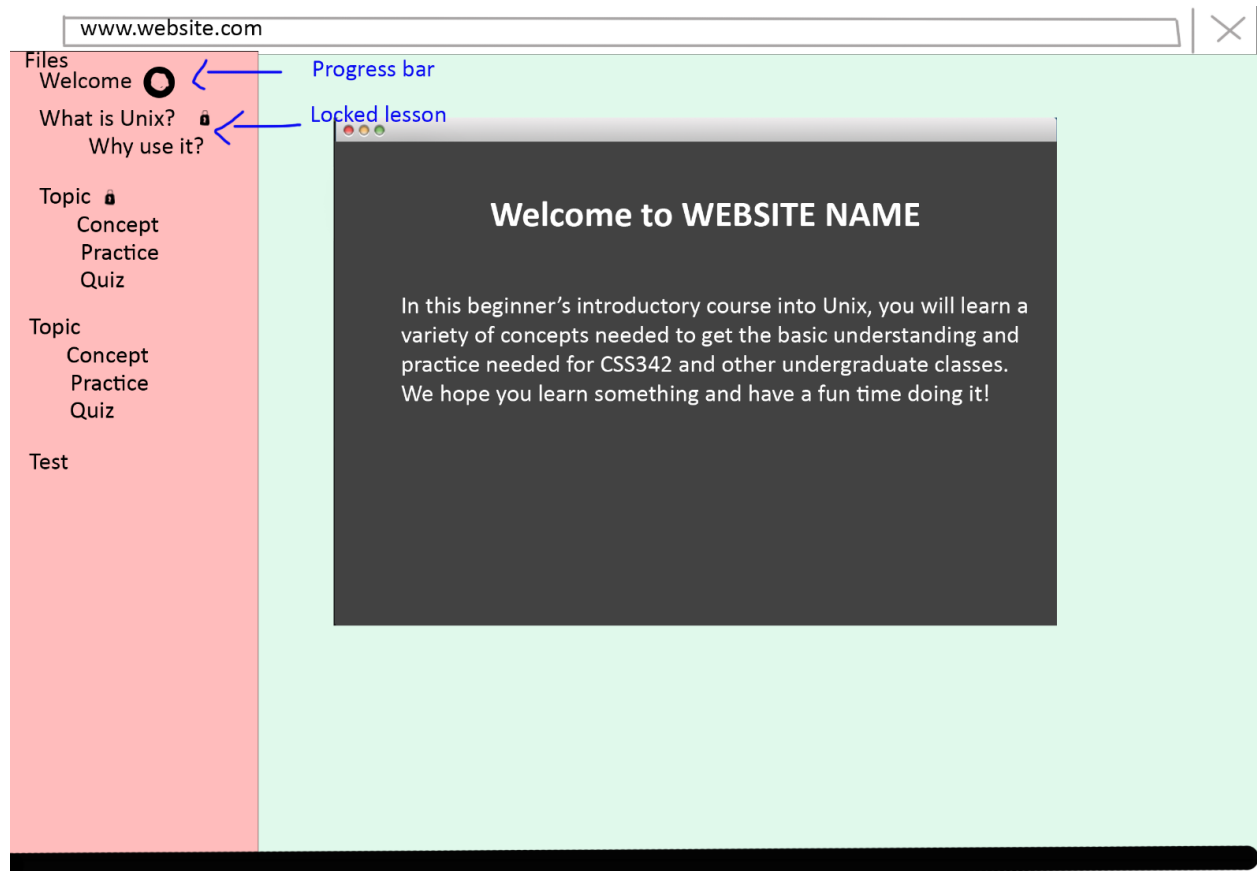 www.website.com
Files
Welcome
Progress bar
What is Unix?
Locked lesson
Why use it?
Topic
Concept
Practice
Quiz
Topic
Concept
Practice
Quiz
Test
Welcome to WEBSITE NAME
In this beginner’s introductory course into Unix, you will learn a
variety of concepts needed to get the basic understanding and
practice needed for CSS342 and other undergraduate classes.
We hope you learn something and have a fun time doing it!